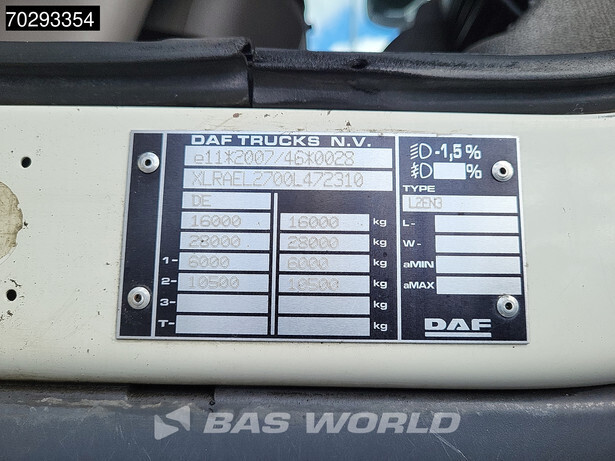 70293354
DAF TRUCKS N.V.
e11*2007/46*0028
XLRAEL2700L472310
DE
16000 16000 kg
28000 28000 kg
1- 6000 6000 kg
2- 10500 10500 kg
3- kg
T- kg
-1,5 %
%
TYPE
L2EN3
L-
W-
aMIN
aMAX
DAF
BAS WORLD